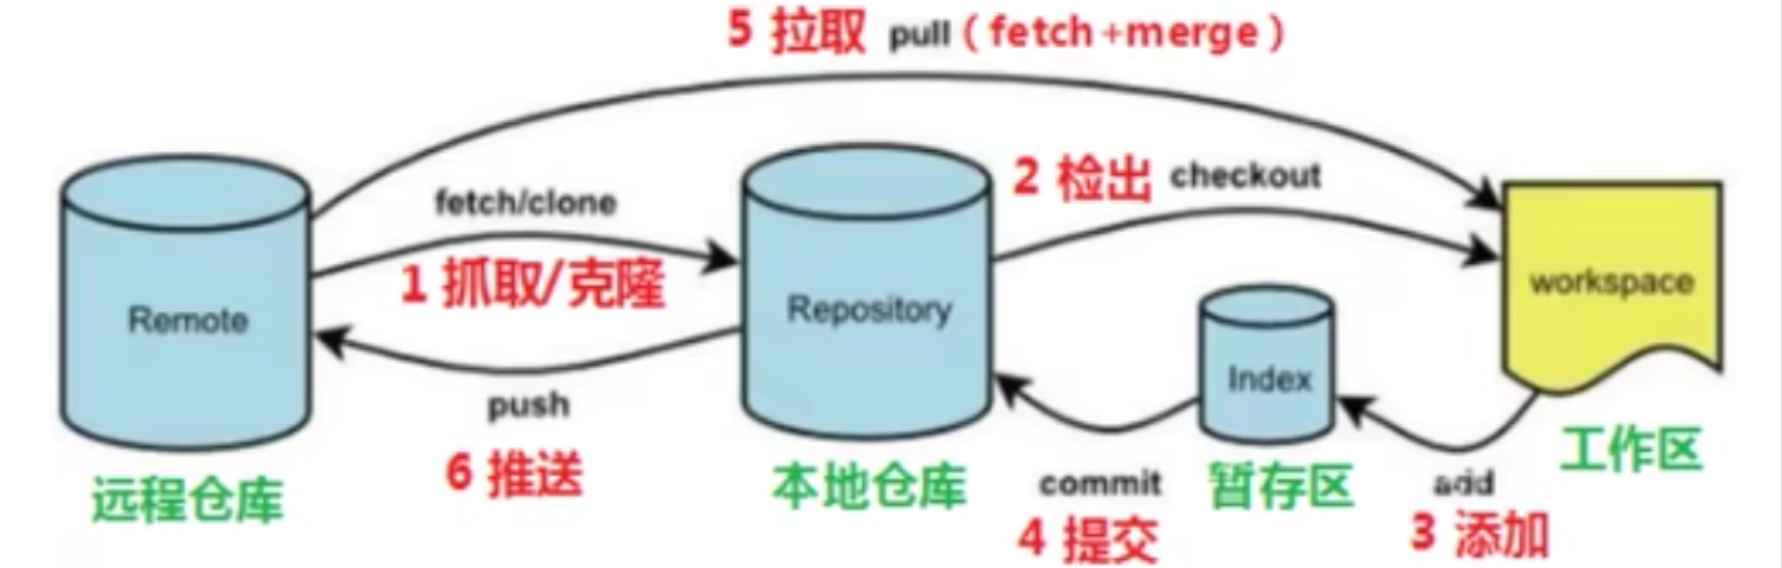 5 拉取 pull（fetch+merge）
2 检出 checkout
fetch/clone
1 抓取/克隆
workspace
Remote
Repository
Index
push
6 推送
远程仓库
本地仓库
commit
4 提交
暂存区
add
3 添加
工作区